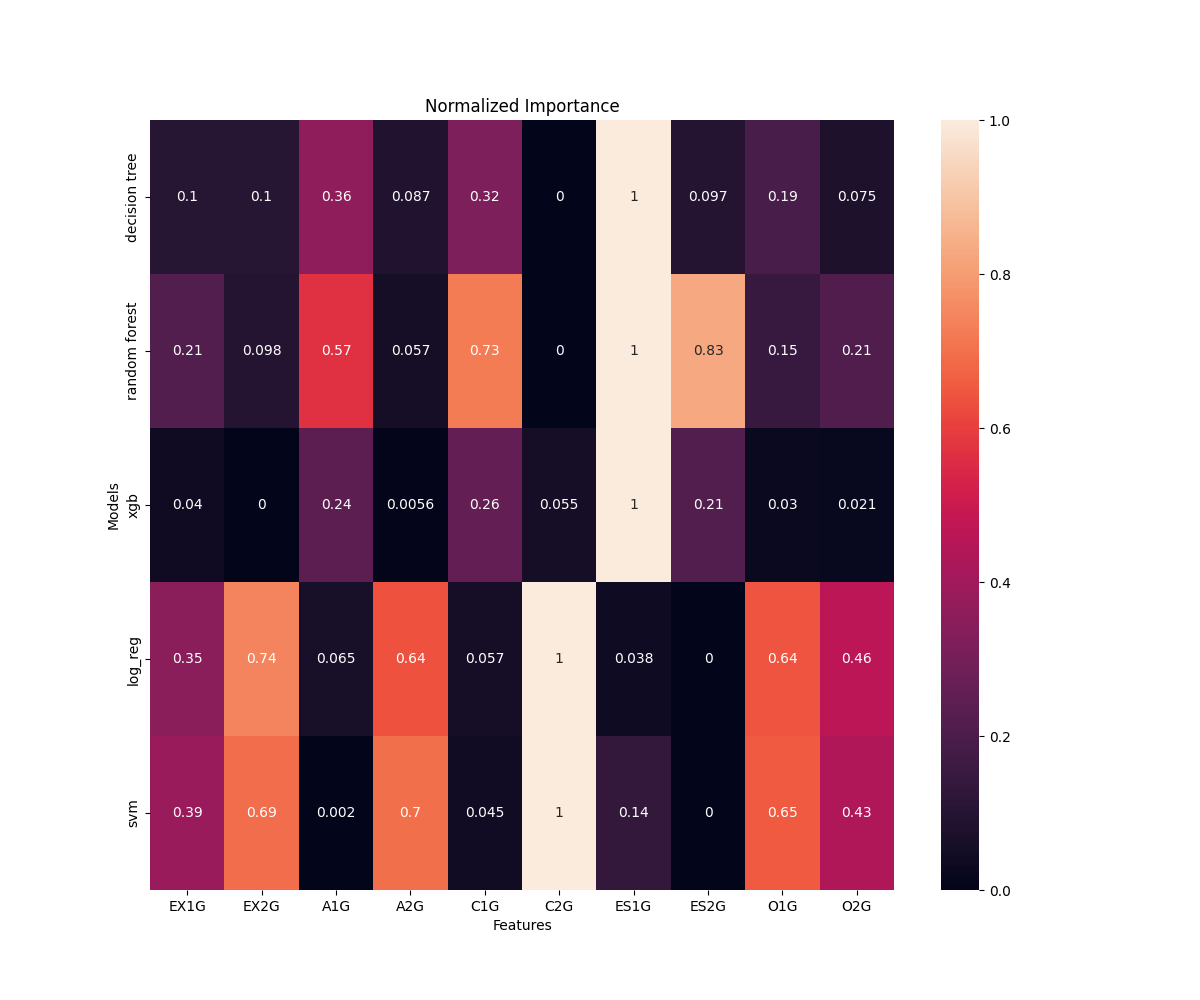 Normalized Importance
decision tree 0.1 0.1 0.36 0.087 0.32 0 1 0.097 0.19 0.075
random forest 0.21 0.098 0.57 0.057 0.73 0 1 0.83 0.15 0.21
Models
xgb 0.04 0 0.24 0.0056 0.26 0.055 1 0.21 0.03 0.021
log_reg 0.35 0.74 0.065 0.64 0.057 1 0.038 0 0.64 0.46
svm 0.39 0.69 0.002 0.7 0.045 1 0.14 0 0.65 0.43
EX1G EX2G A1G A2G C1G C2G ES1G ES2G O1G O2G
Features
1.0
0.8
0.6
0.4
0.2
0.0